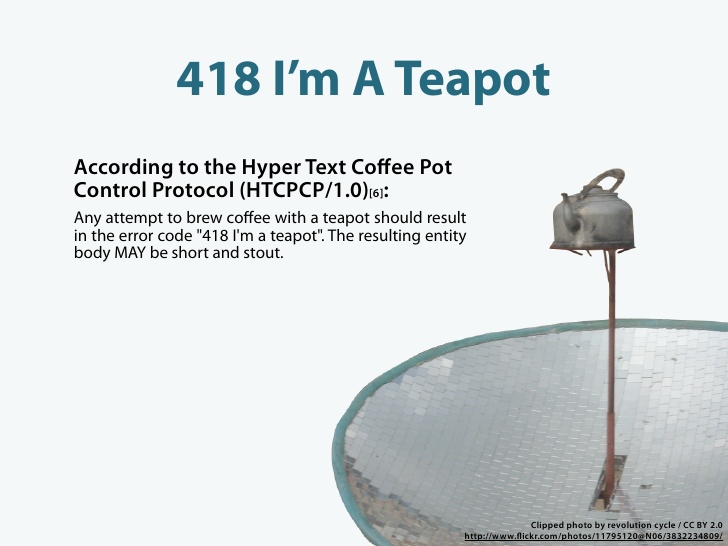 418 I’m A Teapot
According to the Hyper Text Coffee Pot
Control Protocol (HTCPCP/1.0)[6]:
Any attempt to brew coffee with a teapot should result
in the error code "418 I'm a teapot". The resulting entity
body MAY be short and stout.
Clipped photo by revolution cycle / CC BY 2.0
http://www.flickr.com/photos/11795120@N06/3832234809/